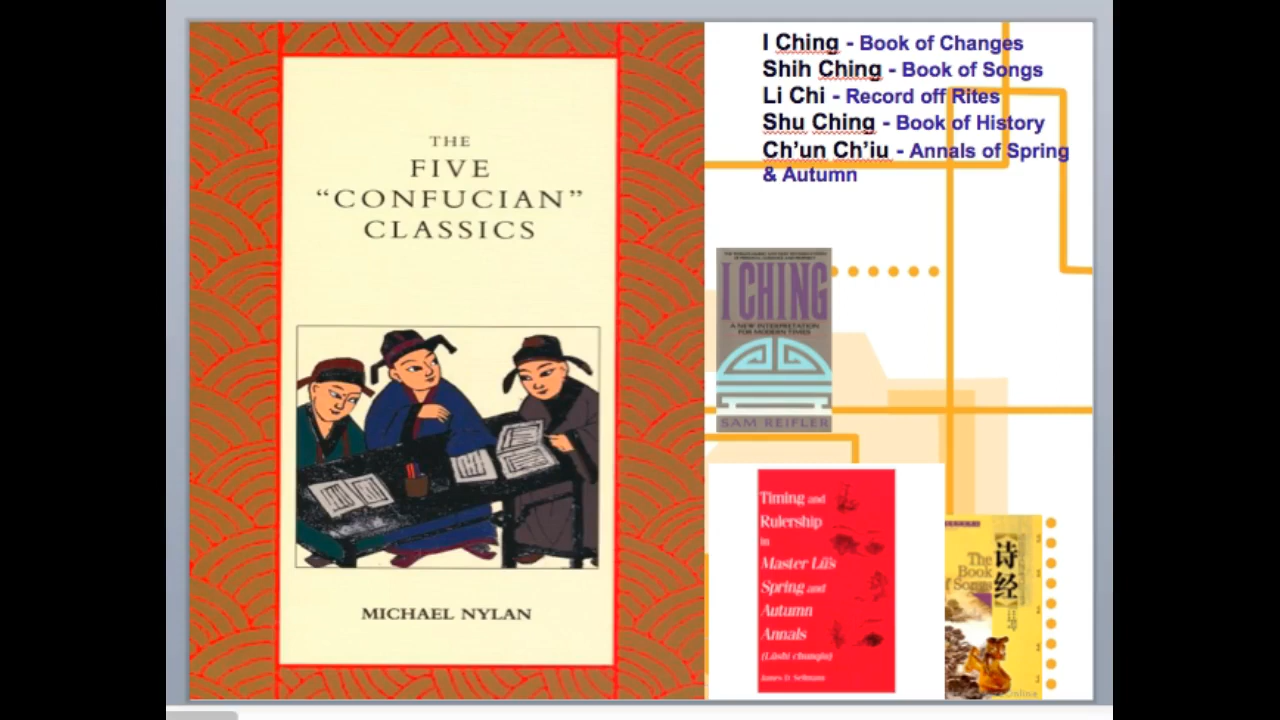 THE
FIVE
“CONFUCIAN”
CLASSICS
MICHAEL NYLAN
I Ching - Book of Changes
Shih Ching - Book of Songs
Li Chi - Record off Rites
Shu Ching - Book of History
Ch’un Ch’iu - Annals of Spring
& Autumn
I CHING
A NEW INTERPRETATION
FOR MODERN TIMES
SAM REIFLER
Timing and
Rulership
in
Master Lü's
Spring and
Autumn
Annals
(Lüshi chunqiu)
James D. Sellmann
The
Book
of Songs
诗
经
Online